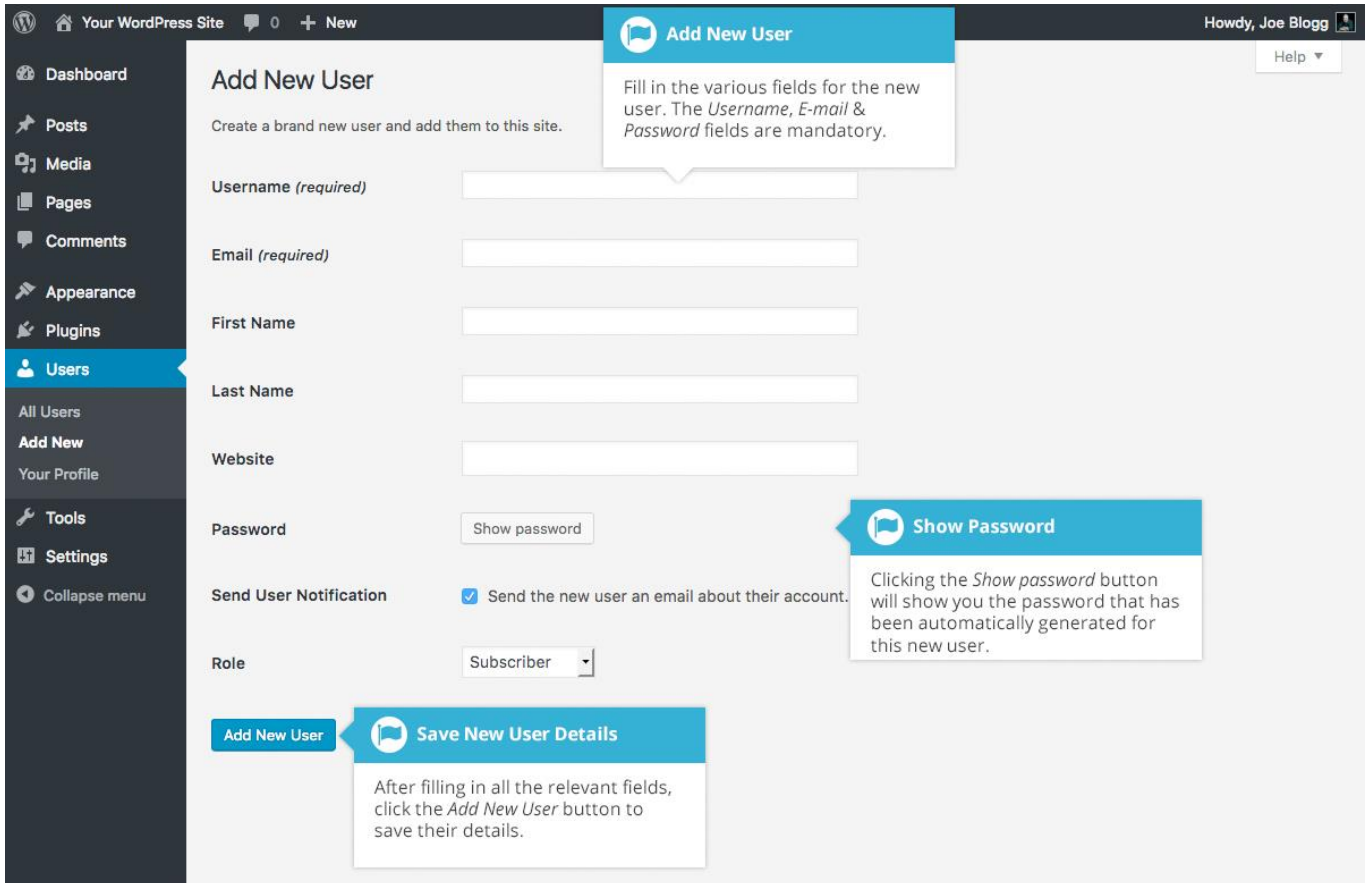 Your WordPress Site 0 + New
Howdy, Joe Blogg
Help
Dashboard
Posts
Media
Pages
Comments
Appearance
Plugins
Users
All Users
Add New
Your Profile
Tools
Settings
Collapse menu
Add New User
Create a brand new user and add them to this site.
Add New User
Fill in the various fields for the new
user. The Username, E-mail &
Password fields are mandatory.
Username (required)
Email (required)
First Name
Last Name
Website
Password
Show password
Show Password
Clicking the Show password button
will show you the password that has
been automatically generated for
this new user.
Send User Notification
Send the new user an email about their account.
Role
Subscriber
Add New User
Save New User Details
After filling in all the relevant fields,
click the Add New User button to
save their details.